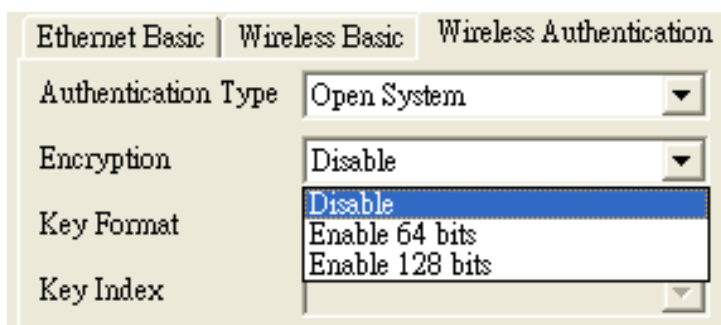 Ethernet Basic Wireless Basic Wireless Authentication
Authentication Type Open System
Encryption Disable
Disable
Key Format Enable 64 bits
Enable 128 bits
Key Index